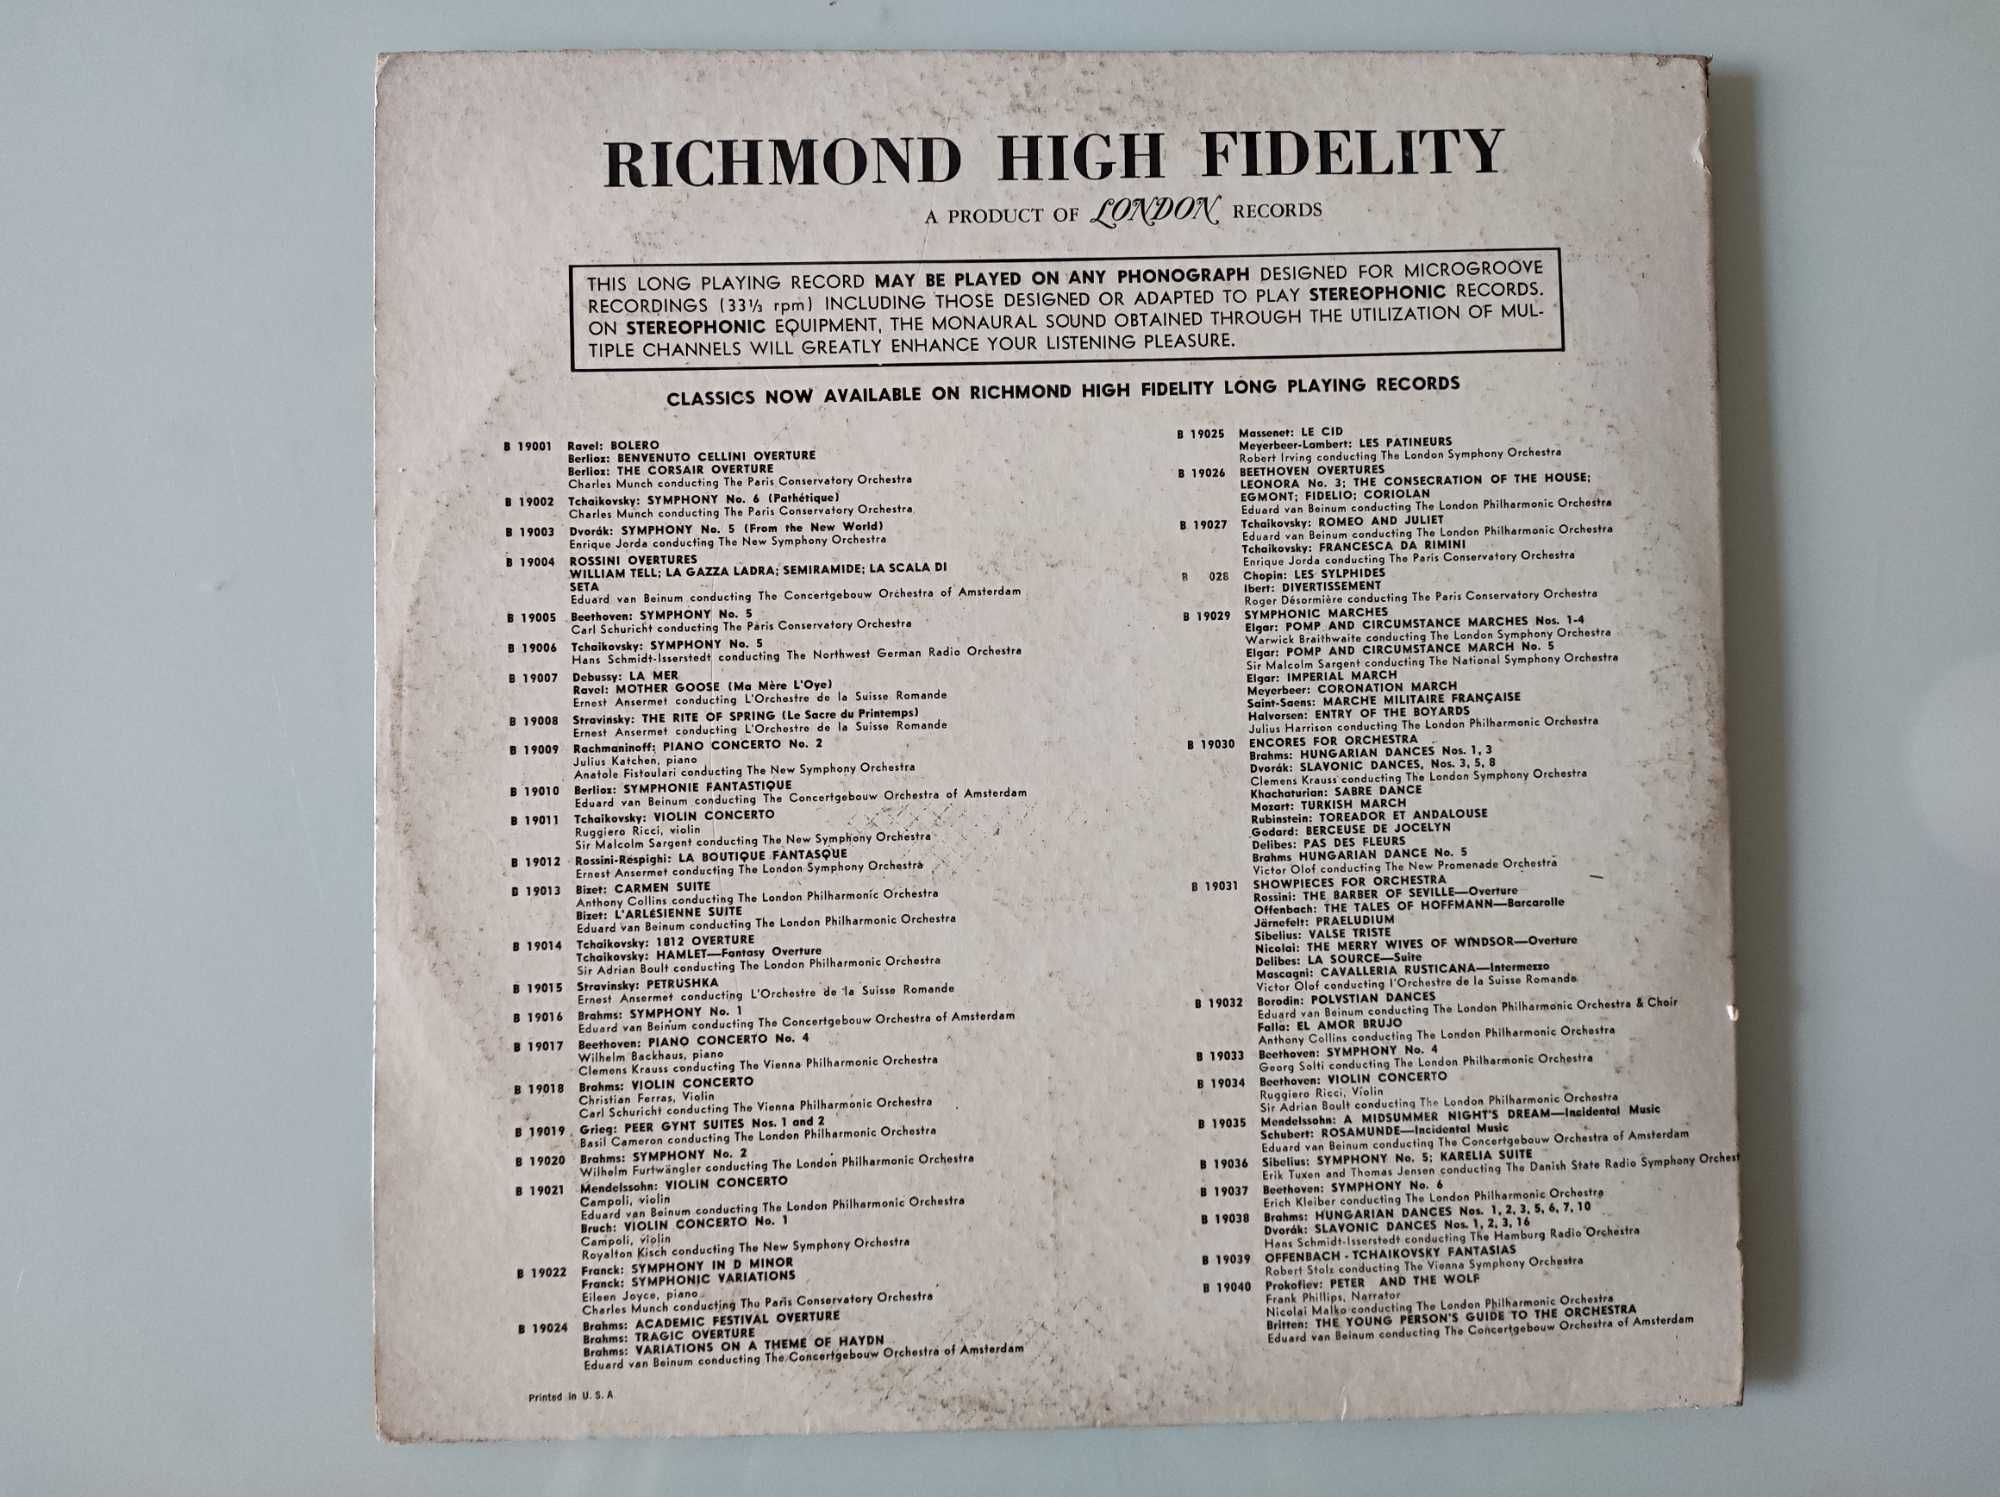 RICHMOND HIGH FIDELITY
A PRODUCT OF LONDON RECORDS
THIS LONG PLAYING RECORD MAY BE PLAYED ON ANY PHONOGRAPH DESIGNED FOR MICROGROOVE
RECORDINGS (33⅓ rpm) INCLUDING THOSE DESIGNED OR ADAPTED TO PLAY STEREOPHONIC RECORDS.
ON STEREOPHONIC EQUIPMENT, THE MONAURAL SOUND OBTAINED THROUGH THE UTILIZATION OF MUL-
TIPLE CHANNELS WILL GREATLY ENHANCE YOUR LISTENING PLEASURE.
CLASSICS NOW AVAILABLE ON RICHMOND HIGH FIDELITY LONG PLAYING RECORDS
B 19001 Ravel: BOLERO
Berlioz: BENVENUTO CELLINI OVERTURE
Berlioz: THE CORSAIR OVERTURE
Charles Munch conducting The Paris Conservatory Orchestra
B 19002 Tchaikovsky: SYMPHONY No. 6 (Pathétique)
Charles Munch conducting The Paris Conservatory Orchestra
B 19003 Dvorák: SYMPHONY No. 5 (From the New World)
Enrique Jorda conducting The New Symphony Orchestra
B 19004 ROSSINI OVERTURES
WILLIAM TELL; LA GAZZA LADRA; SEMIRAMIDE; LA SCALA DI
SETA
Eduard van Beinum conducting The Concertgebouw Orchestra of Amsterdam
B 19005 Beethoven: SYMPHONY No. 5
Carl Schuricht conducting The Paris Conservatory Orchestra
B 19006 Tchaikovsky: SYMPHONY No. 5
Hans Schmidt-Isserstedt conducting The Northwest German Radio Orchestra
B 19007 Debussy: LA MER
Ravel: MOTHER GOOSE (Ma Mère L'Oye)
Ernest Ansermet conducting L'Orchestre de la Suisse Romande
B 19008 Stravinsky: THE RITE OF SPRING (Le Sacre du Printemps)
Ernest Ansermet conducting L'Orchestre de la Suisse Romande
B 19009 Rachmaninoff: PIANO CONCERTO No. 2
Julius Katchen, piano
Anatole Fistoulari conducting The New Symphony Orchestra
B 19010 Berlioz: SYMPHONIE FANTASTIQUE
Eduard van Beinum conducting The Concertgebouw Orchestra of Amsterdam
B 19011 Tchaikovsky: VIOLIN CONCERTO
Ruggiero Ricci, violin
Sir Malcolm Sargent conducting The New Symphony Orchestra
B 19012 Rossini-Respighi: LA BOUTIQUE FANTASQUE
Ernest Ansermet conducting The London Symphony Orchestra
B 19013 Bizet: CARMEN SUITE
Anthony Collins conducting The London Philharmonic Orchestra
Bizet: L'ARLÉSIENNE SUITE
Eduard van Beinum conducting The London Philharmonic Orchestra
B 19014 Tchaikovsky: 1812 OVERTURE
Tchaikovsky: HAMLET—Fantasy Overture
Sir Adrian Boult conducting The London Philharmonic Orchestra
B 19015 Stravinsky: PETRUSHKA
Ernest Ansermet conducting L'Orchestre de la Suisse Romande
B 19016 Brahms: SYMPHONY No. 1
Eduard van Beinum conducting The Concertgebouw Orchestra of Amsterdam
B 19017 Beethoven: PIANO CONCERTO No. 4
Wilhelm Backhaus, piano
Clemens Krauss conducting The Vienna Philharmonic Orchestra
B 19018 Brahms: VIOLIN CONCERTO
Christian Ferras, Violin
Carl Schuricht conducting The Vienna Philharmonic Orchestra
B 19019 Grieg: PEER GYNT SUITES Nos. 1 and 2
Basil Cameron conducting The London Philharmonic Orchestra
B 19020 Brahms: SYMPHONY No. 2
Wilhelm Furtwängler conducting The London Philharmonic Orchestra
B 19021 Mendelssohn: VIOLIN CONCERTO
Campoli, violin
Eduard van Beinum conducting The London Philharmonic Orchestra
Bruch: VIOLIN CONCERTO No. 1
Campoli, violin
Royalton Kisch conducting The New Symphony Orchestra
B 19022 Franck: SYMPHONY IN D MINOR
Franck: SYMPHONIC VARIATIONS
Eileen Joyce, piano
Charles Munch conducting The Paris Conservatory Orchestra
B 19024 Brahms: ACADEMIC FESTIVAL OVERTURE
Brahms: TRAGIC OVERTURE
Brahms: VARIATIONS ON A THEME OF HAYDN
Eduard van Beinum conducting The Concertgebouw Orchestra of Amsterdam
Printed in U. S. A
B 19025 Massenet: LE CID
Meyerbeer-Lambert: LES PATINEURS
Robert Irving conducting The London Symphony Orchestra
B 19026 BEETHOVEN OVERTURES
LEONORA No. 3; THE CONSECRATION OF THE HOUSE;
EGMONT; FIDELIO; CORIOLAN
Eduard van Beinum conducting The London Philharmonic Orchestra
B 19027 Tchaikovsky: ROMEO AND JULIET
Eduard van Beinum conducting The London Philharmonic Orchestra
Tchaikovsky: FRANCESCA DA RIMINI
Enrique Jorda conducting The Paris Conservatory Orchestra
B 028 Chopin: LES SYLPHIDES
Ibert: DIVERTISSEMENT
Roger Désormière conducting The Paris Conservatory Orchestra
B 19029 SYMPHONIC MARCHES
Elgar: POMP AND CIRCUMSTANCE MARCHES Nos. 1-4
Warwick Braithwaite conducting The London Symphony Orchestra
Elgar: POMP AND CIRCUMSTANCE MARCH No. 5
Sir Malcolm Sargent conducting The National Symphony Orchestra
Elgar: IMPERIAL MARCH
Meyerbeer: CORONATION MARCH
Saint-Saens: MARCHE MILITAIRE FRANÇAISE
Halvorsen: ENTRY OF THE BOYARDS
Julius Harrison conducting The London Philharmonic Orchestra
B 19030 ENCORES FOR ORCHESTRA
Brahms: HUNGARIAN DANCES Nos. 1, 3
Dvorák: SLAVONIC DANCES, Nos. 3, 5, 8
Clemens Krauss conducting The London Symphony Orchestra
Khachaturian: SABRE DANCE
Mozart: TURKISH MARCH
Rubinstein: TOREADOR ET ANDALOUSE
Godard: BERCEUSE DE JOCELYN
Delibes: PAS DES FLEURS
Brahms HUNGARIAN DANCE No. 5
Victor Olof conducting The New Promenade Orchestra
B 19031 SHOWPIECES FOR ORCHESTRA
Rossini: THE BARBER OF SEVILLE—Overture
Offenbach: THE TALES OF HOFFMANN—Barcarolle
Järnefelt: PRAELUDIUM
Sibelius: VALSE TRISTE
Nicolai: THE MERRY WIVES OF WINDSOR—Overture
Delibes: LA SOURCE—Suite
Mascagni: CAVALLERIA RUSTICANA—Intermezzo
Victor Olof conducting l'Orchestre de la Suisse Romande
B 19032 Borodin: POLVSTIAN DANCES
Eduard van Beinum conducting The London Philharmonic Orchestra & Choir
Falla: EL AMOR BRUJO
Anthony Collins conducting The London Philharmonic Orchestra
B 19033 Beethoven: SYMPHONY No. 4
Georg Solti conducting The London Philharmonic Orchestra
B 19034 Beethoven: VIOLIN CONCERTO
Ruggiero Ricci, Violin
Sir Adrian Boult conducting The London Philharmonic Orchestra
B 19035 Mendelssohn: A MIDSUMMER NIGHT'S DREAM—Incidental Music
Schubert: ROSAMUNDE—Incidental Music
Eduard van Beinum conducting The Concertgebouw Orchestra of Amsterdam
B 19036 Sibelius: SYMPHONY No. 5; KARELIA SUITE
Erik Tuxen and Thomas Jensen conducting The Danish State Radio Symphony Orchest
B 19037 Beethoven: SYMPHONY No. 6
Erich Kleiber conducting The London Philharmonic Orchestra
B 19038 Brahms: HUNGARIAN DANCES Nos. 1, 2, 3, 5, 6, 7, 10
Dvorák: SLAVONIC DANCES Nos. 1, 2, 3, 16
Hans Schmidt-Isserstedt conducting The Hamburg Radio Orchestra
B 19039 OFFENBACH - TCHAIKOVSKY FANTASIAS
Robert Stolz conducting The Vienna Symphony Orchestra
B 19040 Prokofiev: PETER AND THE WOLF
Frank Phillips, Narrator
Nicolai Malko conducting The London Philharmonic Orchestra
Britten: THE YOUNG PERSON'S GUIDE TO THE ORCHESTRA
Eduard van Beinum conducting The Concertgebouw Orchestra of Amsterdam